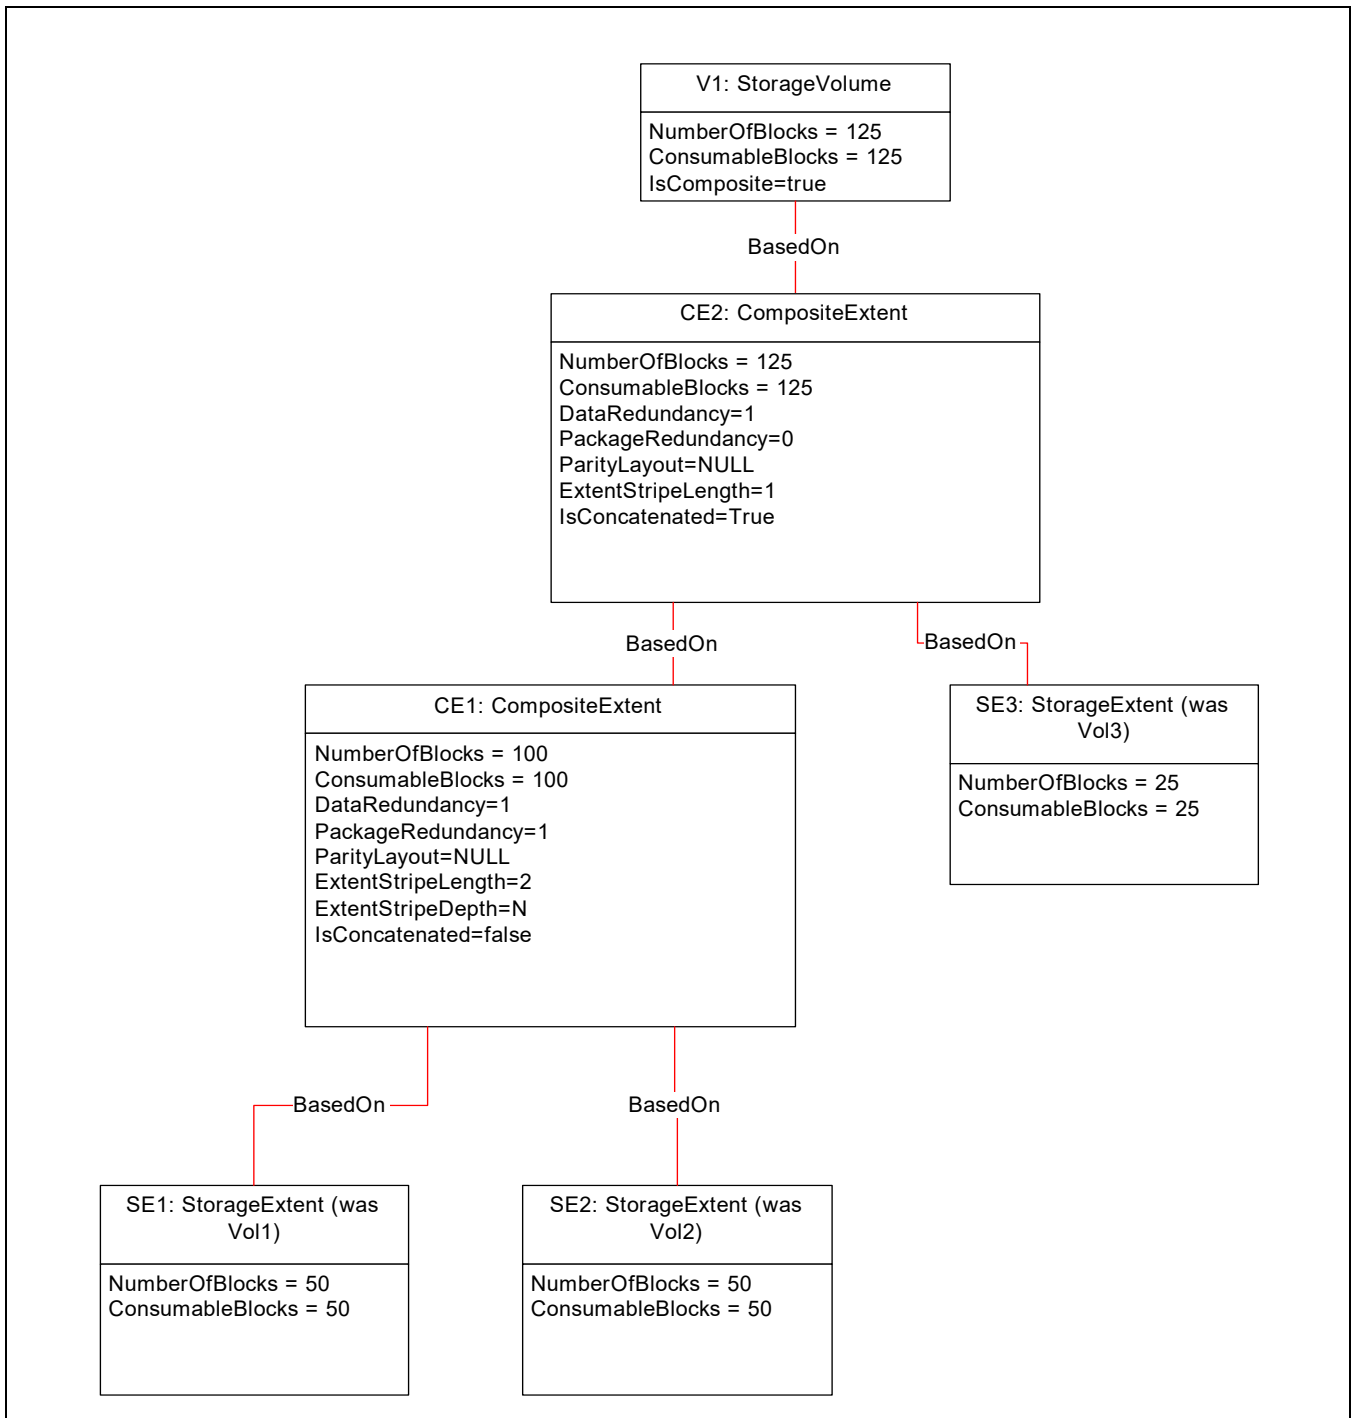 V1: StorageVolume
NumberOfBlocks = 125
ConsumableBlocks = 125
IsComposite=true
BasedOn
CE2: CompositeExtent
NumberOfBlocks = 125
ConsumableBlocks = 125
DataRedundancy=1
PackageRedundancy=0
ParityLayout=NULL
ExtentStripeLength=1
IsConcatenated=True
BasedOn
BasedOn
CE1: CompositeExtent
NumberOfBlocks = 100
ConsumableBlocks = 100
DataRedundancy=1
PackageRedundancy=1
ParityLayout=NULL
ExtentStripeLength=2
ExtentStripeDepth=N
IsConcatenated=false
SE3: StorageExtent (was
Vol3)
NumberOfBlocks = 25
ConsumableBlocks = 25
BasedOn
BasedOn
SE1: StorageExtent (was
Vol1)
NumberOfBlocks = 50
ConsumableBlocks = 50
SE2: StorageExtent (was
Vol2)
NumberOfBlocks = 50
ConsumableBlocks = 50